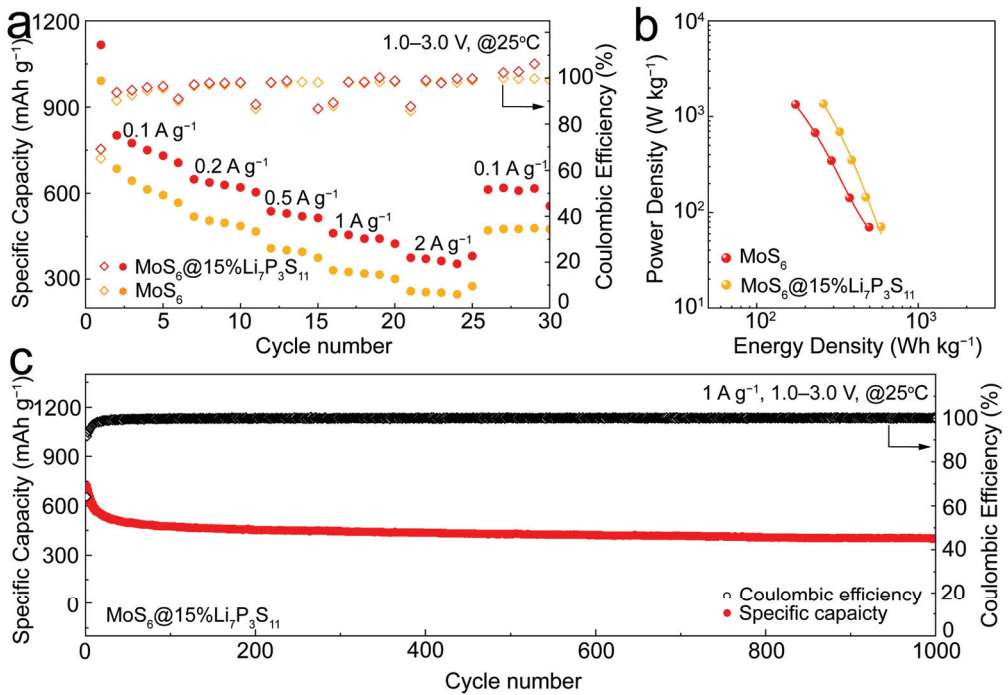 a
Specific Capacity (mAh g⁻¹)
1200
900
600
300
1.0–3.0 V, @25°C
0.1 A g⁻¹
0.2 A g⁻¹
0.5 A g⁻¹
1 A g⁻¹
2 A g⁻¹
0.1 A g⁻¹
MoS₆@15%Li₇P₃S₁₁
MoS₆
0 5 10 15 20 25 30
Cycle number
100
80
60
40
20
0
Coulombic Efficiency (%)
b
Power Density (W kg⁻¹)
10⁴
10³
10²
10¹
MoS₆
MoS₆@15%Li₇P₃S₁₁
10² 10³
Energy Density (Wh kg⁻¹)
c
Specific Capacity (mAh g⁻¹)
1200
900
600
300
0
1 A g⁻¹, 1.0–3.0 V, @25°C
MoS₆@15%Li₇P₃S₁₁
Coulombic efficiency
Specific capaicty
0 200 400 600 800 1000
Cycle number
100
80
60
40
20
0
Coulombic Efficiency (%)